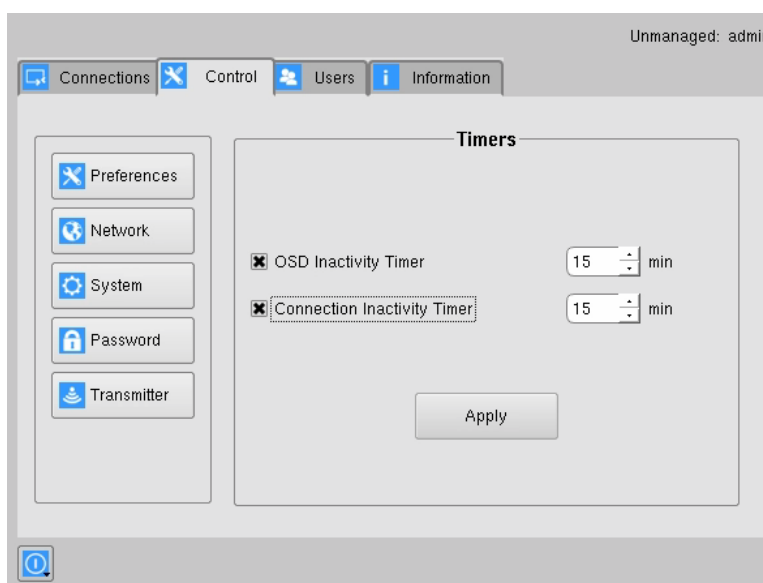 Unmanaged: admi
Connections Control Users i Information
Timers
Preferences
Network
OSD Inactivity Timer 15 min
System
Connection Inactivity Timer 15 min
Password
Transmitter
Apply